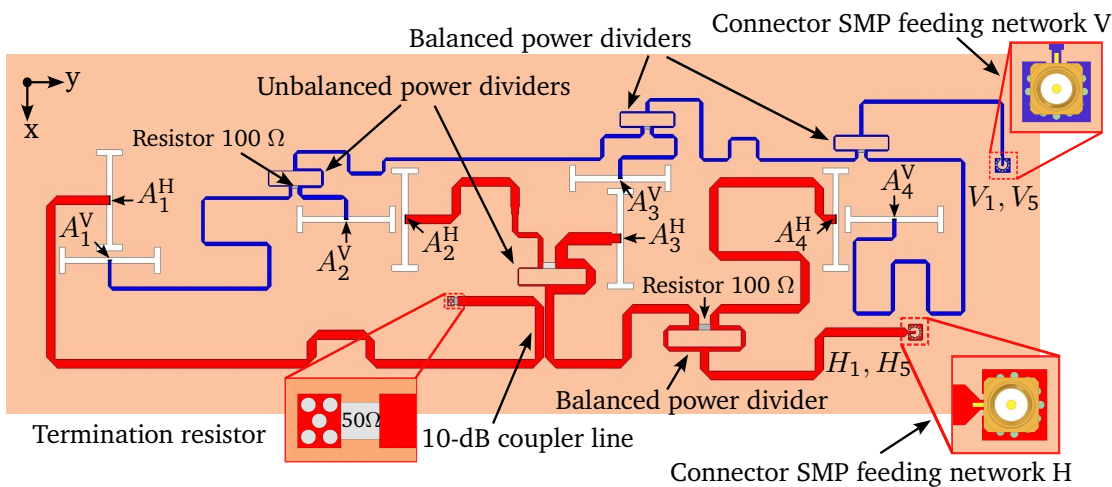 Connector SMP feeding network V
Balanced power dividers
y
x
Unbalanced power dividers
Resistor 100 Ω
A₁ᴴ
A₁ⱽ
A₂ⱽ
A₂ᴴ
A₃ⱽ
A₃ᴴ
A₄ⱽ
A₄ᴴ
V₁, V₅
Resistor 100 Ω
H₁, H₅
50Ω
Balanced power divider
Termination resistor
10-dB coupler line
Connector SMP feeding network H